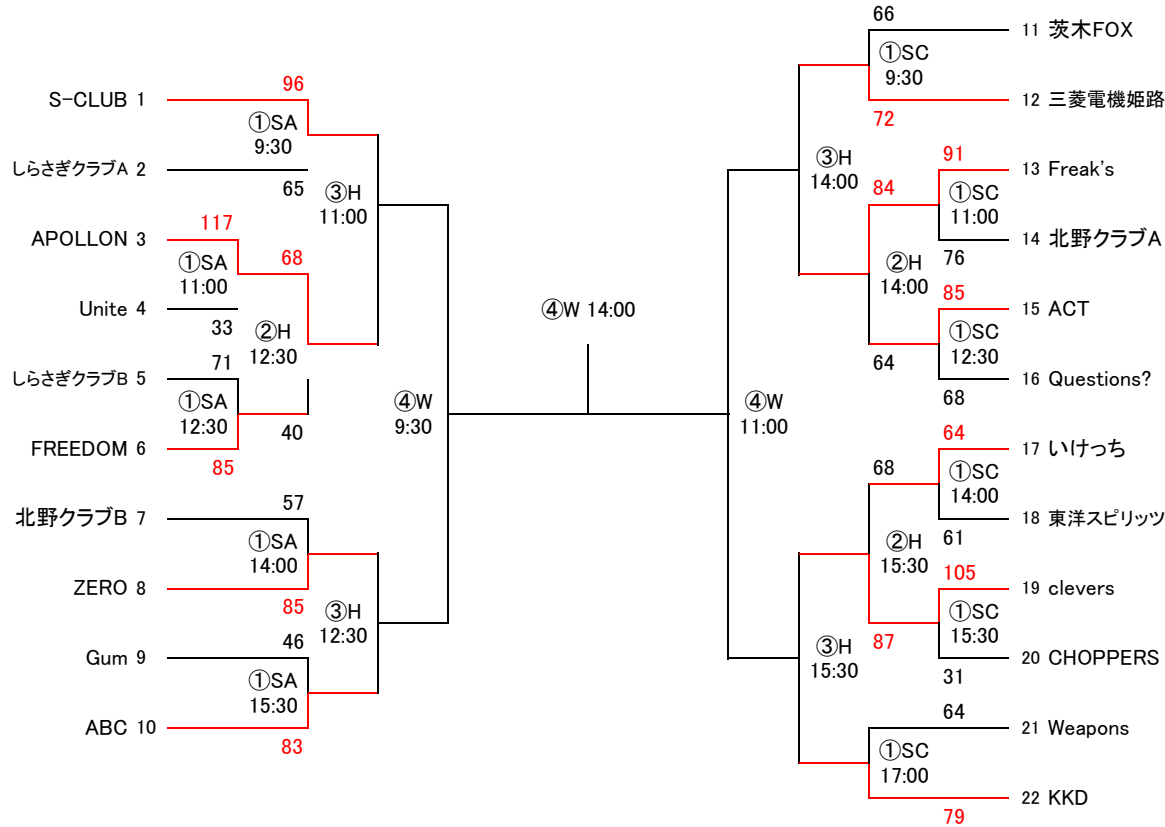 S-CLUB 1
96
①SA
9:30
しらさぎクラブA 2
65
③H
11:00
APOLLON 3
117
①SA
11:00
68
Unite 4
33
②H
12:30
しらさぎクラブB 5
71
①SA
12:30
40
FREEDOM 6
85
④W
9:30
北野クラブB 7
57
①SA
14:00
ZERO 8
85
③H
12:30
Gum 9
46
①SA
15:30
ABC 10
83
④W 14:00
66
11 茨木FOX
①SC
9:30
12 三菱電機姫路
72
③H
14:00
91
13 Freak's
84
①SC
11:00
14 北野クラブA
76
②H
14:00
85
15 ACT
①SC
12:30
64
16 Questions?
68
④W
11:00
64
17 いけっち
68
①SC
14:00
18 東洋スピリッツ
61
②H
15:30
105
19 clevers
①SC
15:30
87
20 CHOPPERS
31
③H
15:30
64
21 Weapons
①SC
17:00
22 KKD
79